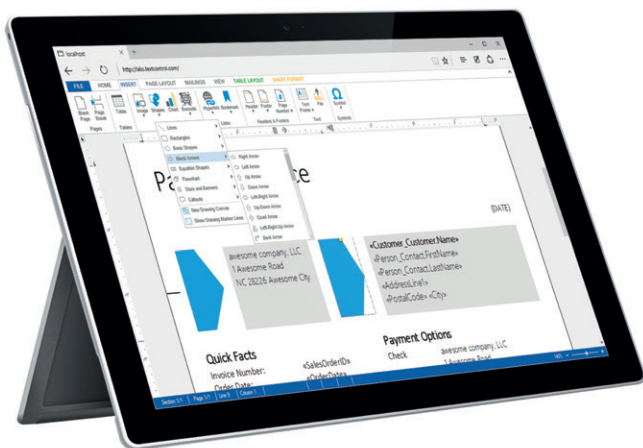 localhost
http://labs.textcontrol.com/
FILE HOME INSERT PAGE LAYOUT MAILINGS VIEW TABLE LAYOUT SHAPE FORMAT
Blank Page
Page Break
Table
Image
Shapes
Chart
Barcode
Hyperlink
Bookmark
Header
Footer
Page Number
Text Frame
Symbol
Pages
Tables
Links
Headers & Footers
Text
Symbols
Lines
Rectangles
Basic Shapes
Block Arrows
Equation Shapes
Flowchart
Stars and Banners
Callouts
New Drawing Canvas
Show Drawing Marker Lines
Right Arrow
Left Arrow
Up Arrow
Down Arrow
Left-Right Arrow
Up-Down Arrow
Quad Arrow
Left-Right-Up Arrow
Bent Arrow
[DATE]
awesome company, LLC
1 Awesome Road
NC 28226 Awesome City
«Customer_Customer.Name»
«Person_Contact.FirstName»
«Person_Contact.LastName»
«AddressLine1»
«PostalCode» «City»
Quick Facts
Invoice Number: «SalesOrderID»
Order Date: «OrderDate»
Payment Options
Check awesome company, LLC
1 Awesome Road
Section 1/1 Page 1/1 Line 9 Column 1
140%